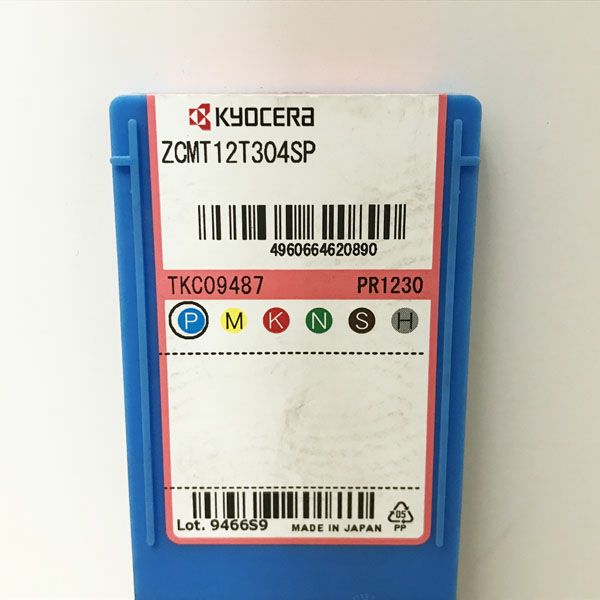 KYOCERA
ZCMT12T304SP
4960664620890
TKC09487 PR1230
P M K N S H
Lot. 9466S9 MADE IN JAPAN
05
PP